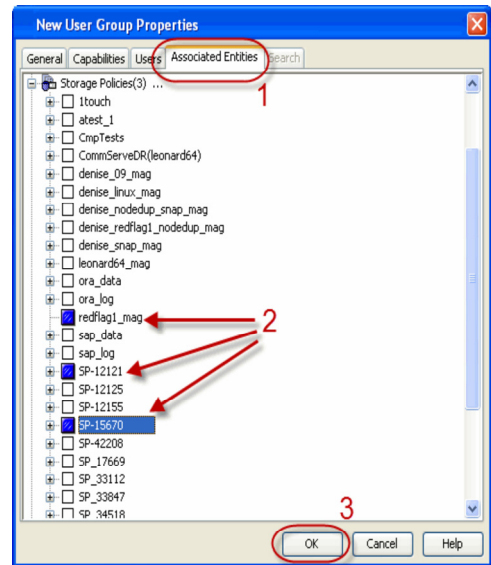 New User Group Properties
General Capabilities Users Associated Entities Search
1
Storage Policies(3) ...
1touch
atest_1
CmpTests
CommServeDR(leonard64)
denise_09_mag
denise_linux_mag
denise_nodedup_snap_mag
denise_redflag1_nodedup_mag
denise_snap_mag
leonard64_mag
ora_data
ora_log
redflag1_mag
2
sap_data
sap_log
SP-12121
SP-12125
SP-12155
SP-15670
SP-42208
SP_17669
SP_33112
SP_33847
SP_34518
3
OK Cancel Help